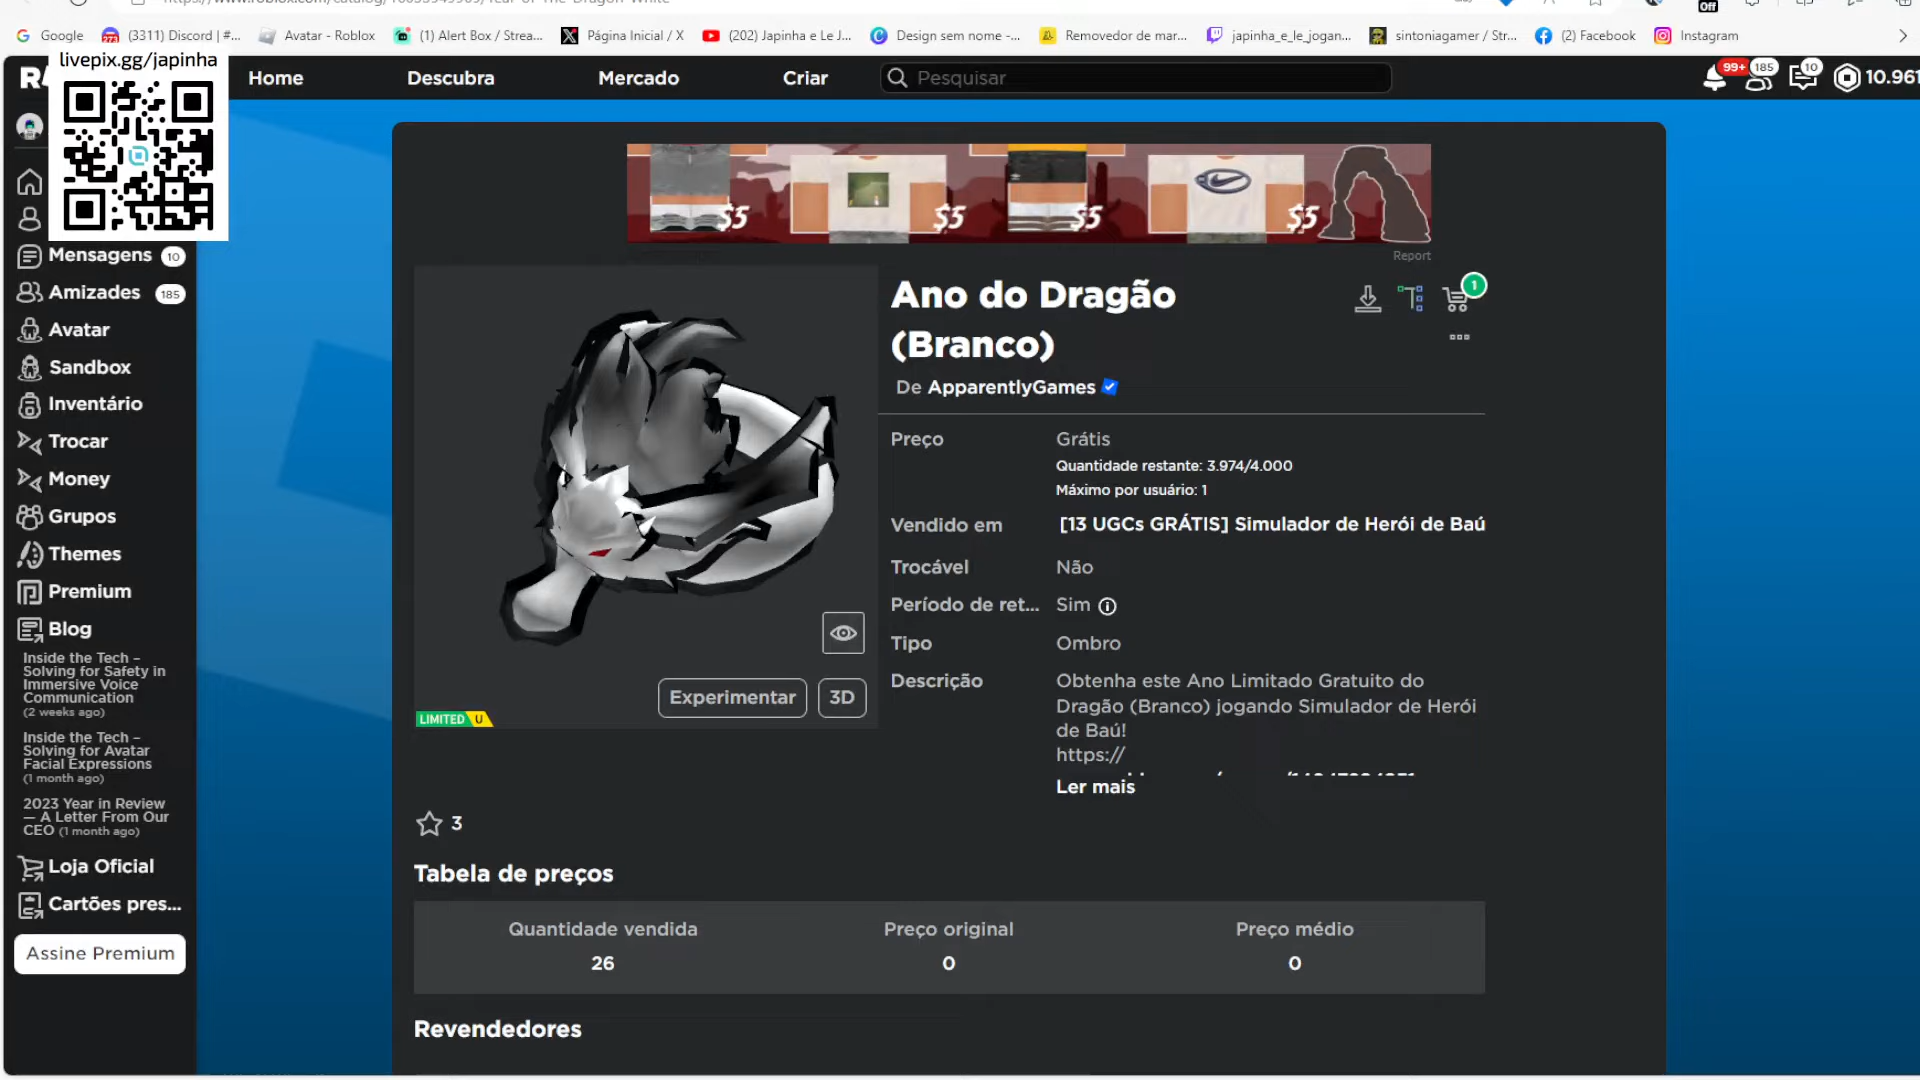 Google
(3311) Discord | #...
Avatar - Roblox
(1) Alert Box / Strea...
Página Inicial / X
(202) Japinha e Le J...
Design sem nome -...
Removedor de mar...
japinha_e_le_jogan...
sintoniagamer / Str...
(2) Facebook
Instagram
livepix.gg/japinha
Home
Descubra
Mercado
Criar
Pesquisar
99+
185
10
10.961
Mensagens 10
Amizades 185
Avatar
Sandbox
Inventário
Trocar
Money
Grupos
Themes
Premium
Blog
Inside the Tech –
Solving for Safety in
Immersive Voice
Communication
(2 weeks ago)
Inside the Tech –
Solving for Avatar
Facial Expressions
(1 month ago)
2023 Year in Review
— A Letter From Our
CEO (1 month ago)
Loja Oficial
Cartões pres...
Assine Premium
$5
$5
$5
$5
Report
Ano do Dragão
(Branco)
1
De ApparentlyGames
Preço
Grátis
Quantidade restante: 3.974/4.000
Máximo por usuário: 1
Vendido em
[13 UGCs GRÁTIS] Simulador de Herói de Baú
Trocável
Não
Período de ret...
Sim
Tipo
Ombro
Descrição
Obtenha este Ano Limitado Gratuito do
Dragão (Branco) jogando Simulador de Herói
de Baú!
https://
Ler mais
Experimentar
3D
LIMITED U
3
Tabela de preços
Quantidade vendida
26
Preço original
0
Preço médio
0
Revendedores
Off